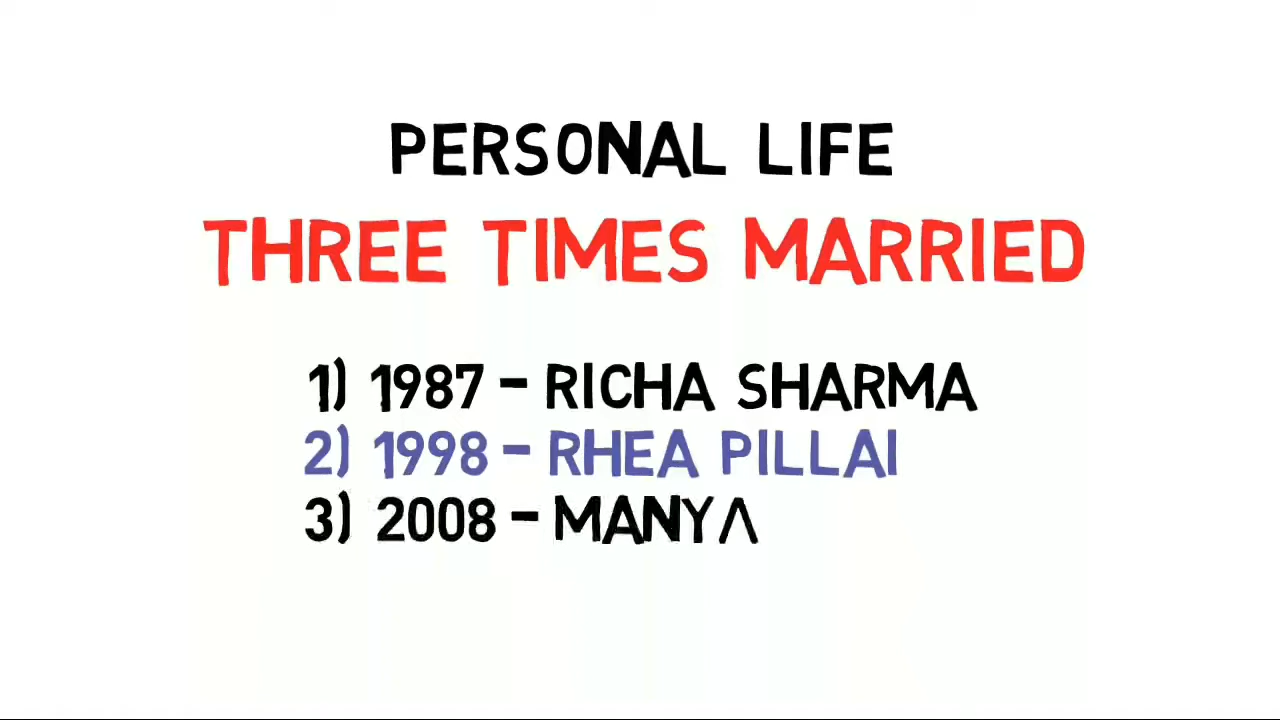 PERSONAL LIFE
THREE TIMES MARRIED
1) 1987 - RICHA SHARMA
2) 1998 - RHEA PILLAI
3) 2008 - MANYA